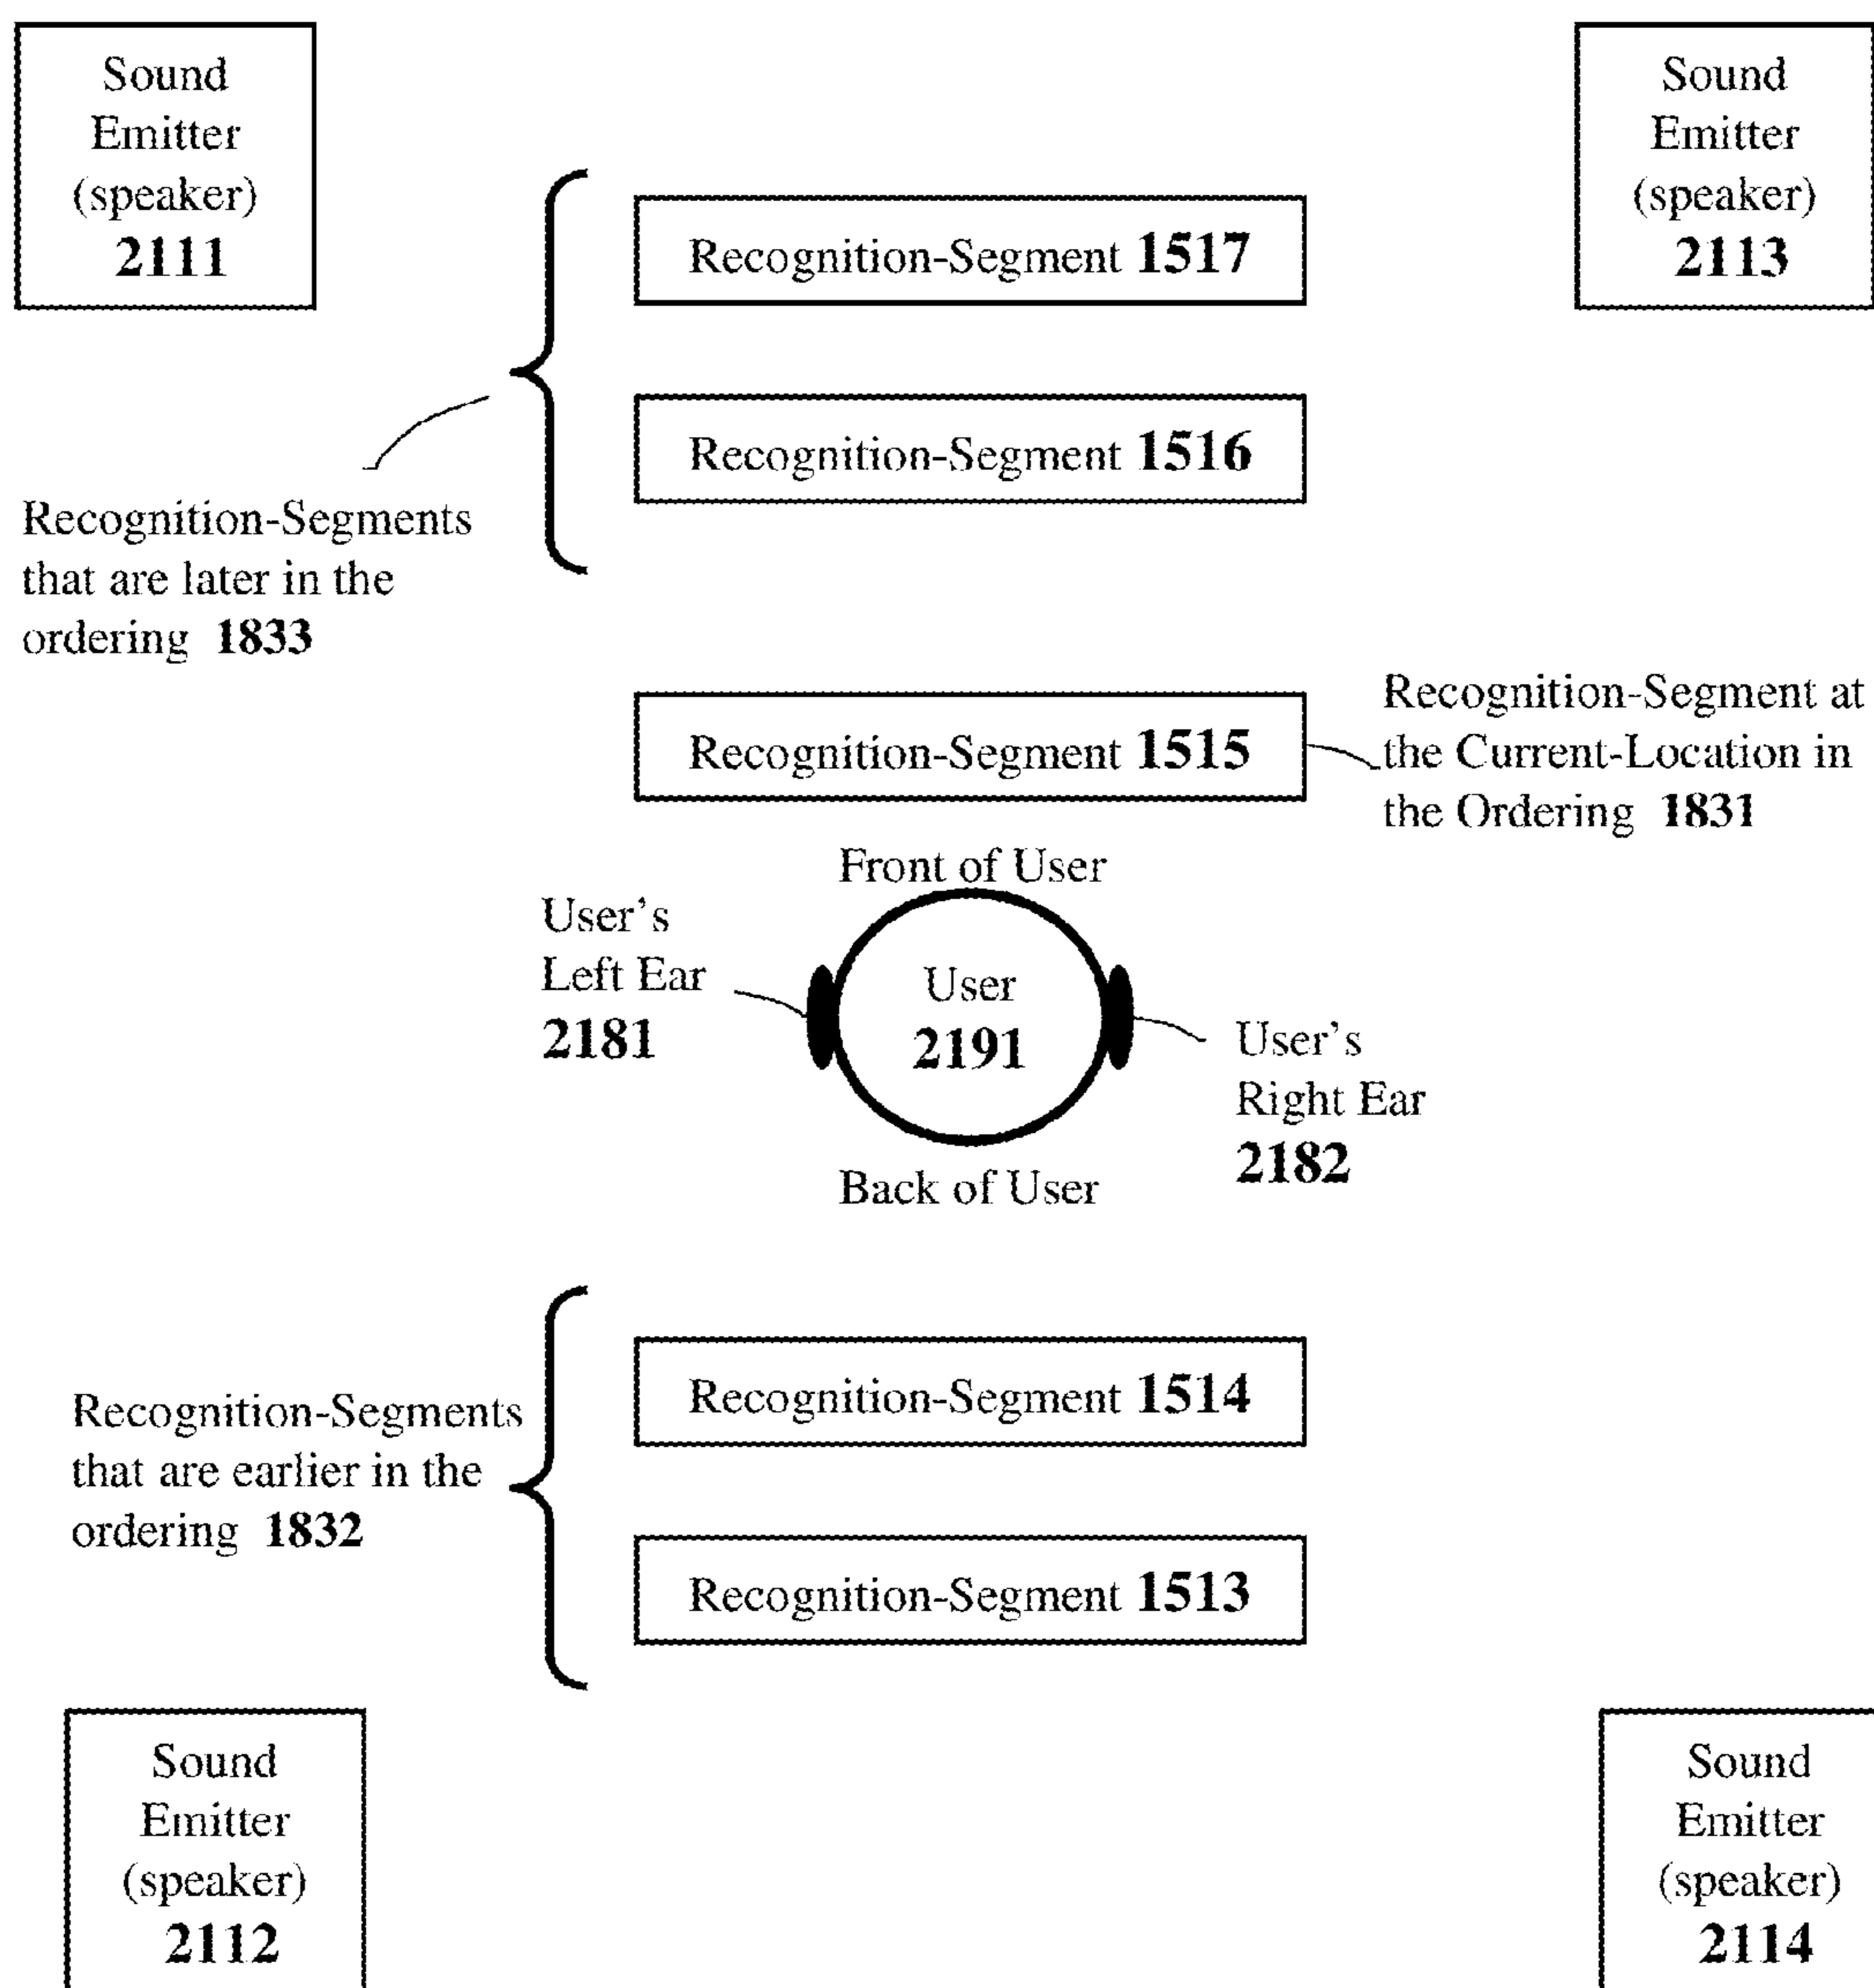 Sound
Emitter
(speaker)
2111
Sound
Emitter
(speaker)
2113
Recognition-Segment 1517
Recognition-Segment 1516
Recognition-Segments
that are later in the
ordering 1833
Recognition-Segment 1515
Recognition-Segment at
the Current-Location in
the Ordering 1831
Front of User
User's
Left Ear
2181
User
2191
User's
Right Ear
2182
Back of User
Recognition-Segment 1514
Recognition-Segments
that are earlier in the
ordering 1832
Recognition-Segment 1513
Sound
Emitter
(speaker)
2112
Sound
Emitter
(speaker)
2114